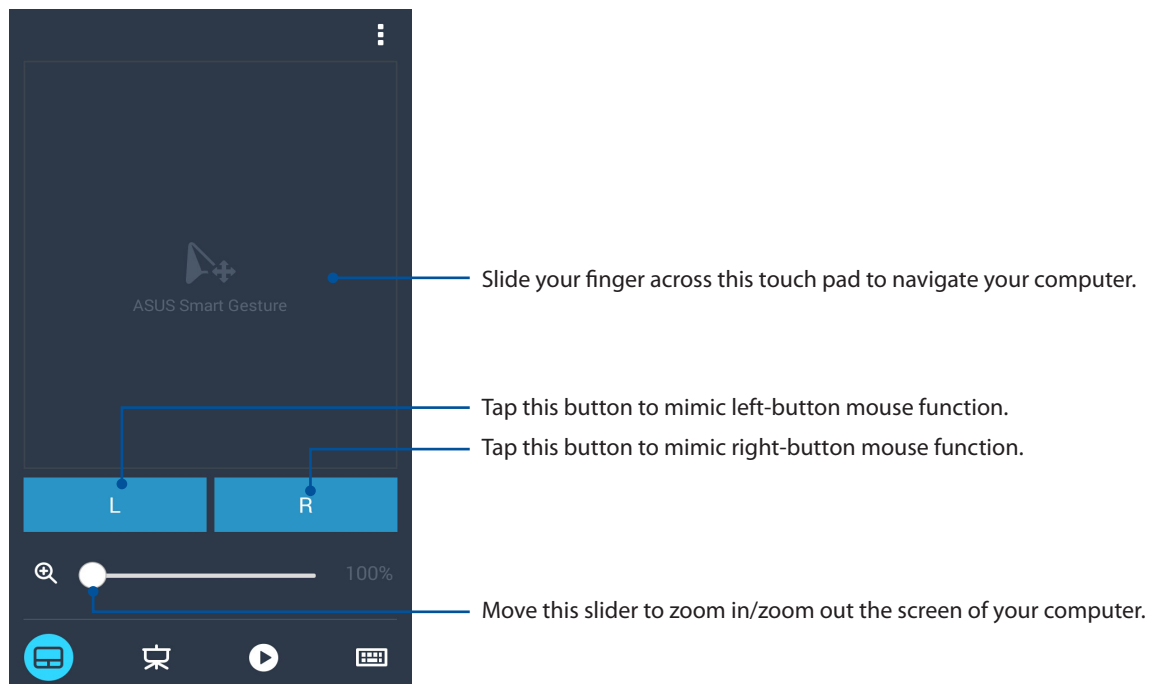 Slide your finger across this touch pad to navigate your computer.
ASUS Smart Gesture
Tap this button to mimic left-button mouse function.
Tap this button to mimic right-button mouse function.
L
R
100%
Move this slider to zoom in/zoom out the screen of your computer.